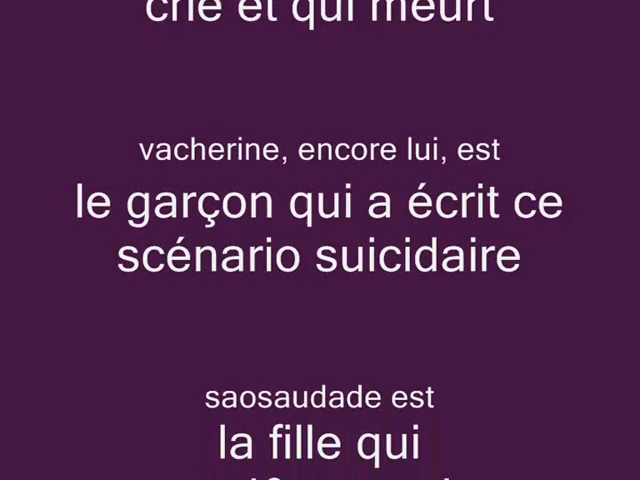 crie et qui meurt
vacherine, encore lui, est
le garçon qui a écrit ce
scénario suicidaire
saosaudade est
la fille qui